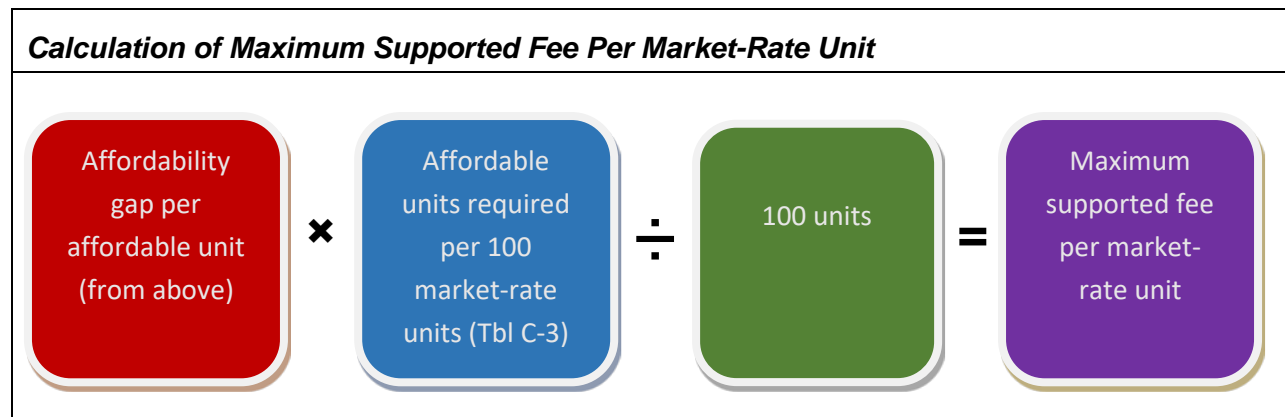 Calculation of Maximum Supported Fee Per Market-Rate Unit
Affordability
gap per
affordable unit
(from above)
×
Affordable
units required
per 100
market-rate
units (Tbl C-3)
÷
100 units
=
Maximum
supported fee
per market-
rate unit